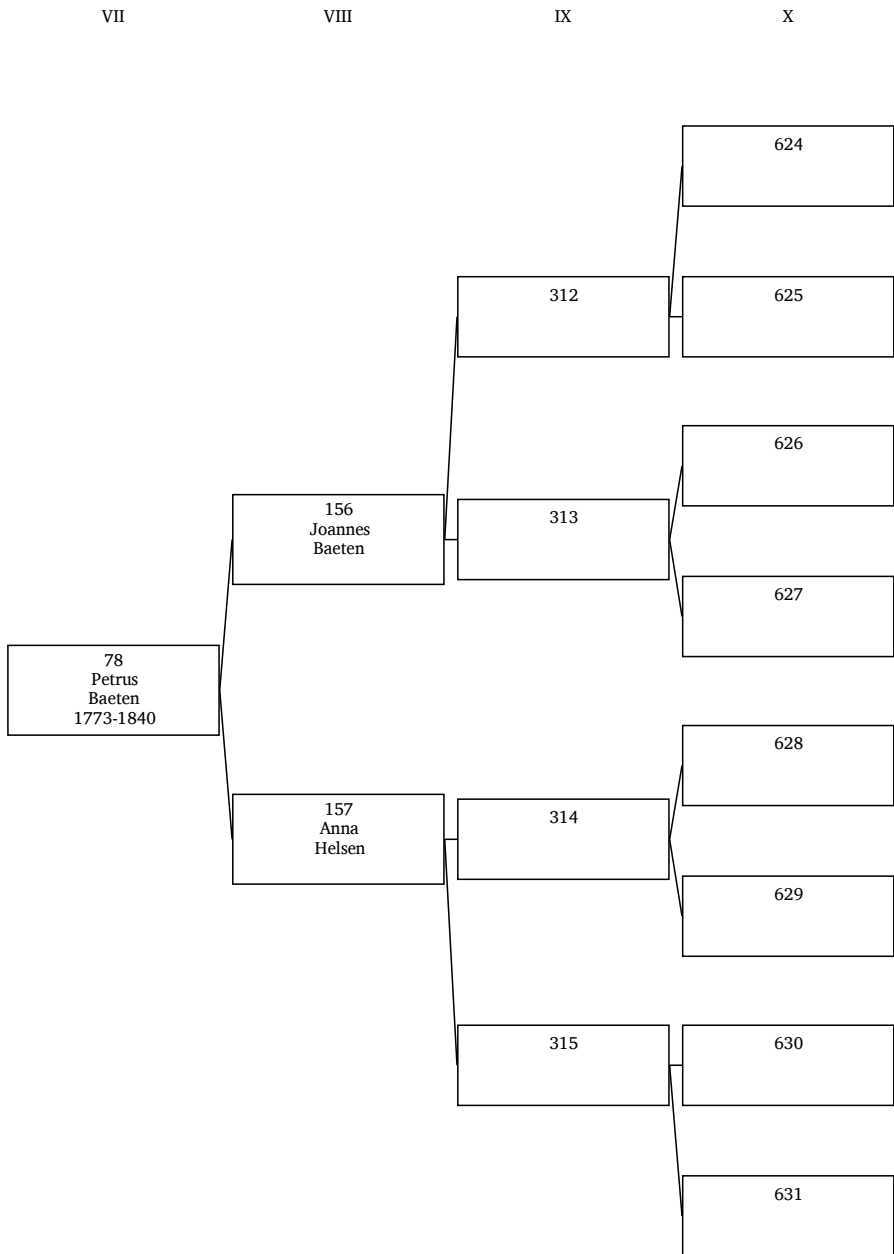 VII VIII IX X
624
312
625
626
156
Joannes
Baeten
313
627
78
Petrus
Baeten
1773-1840
628
157
Anna
Helsen
314
629
315
630
631